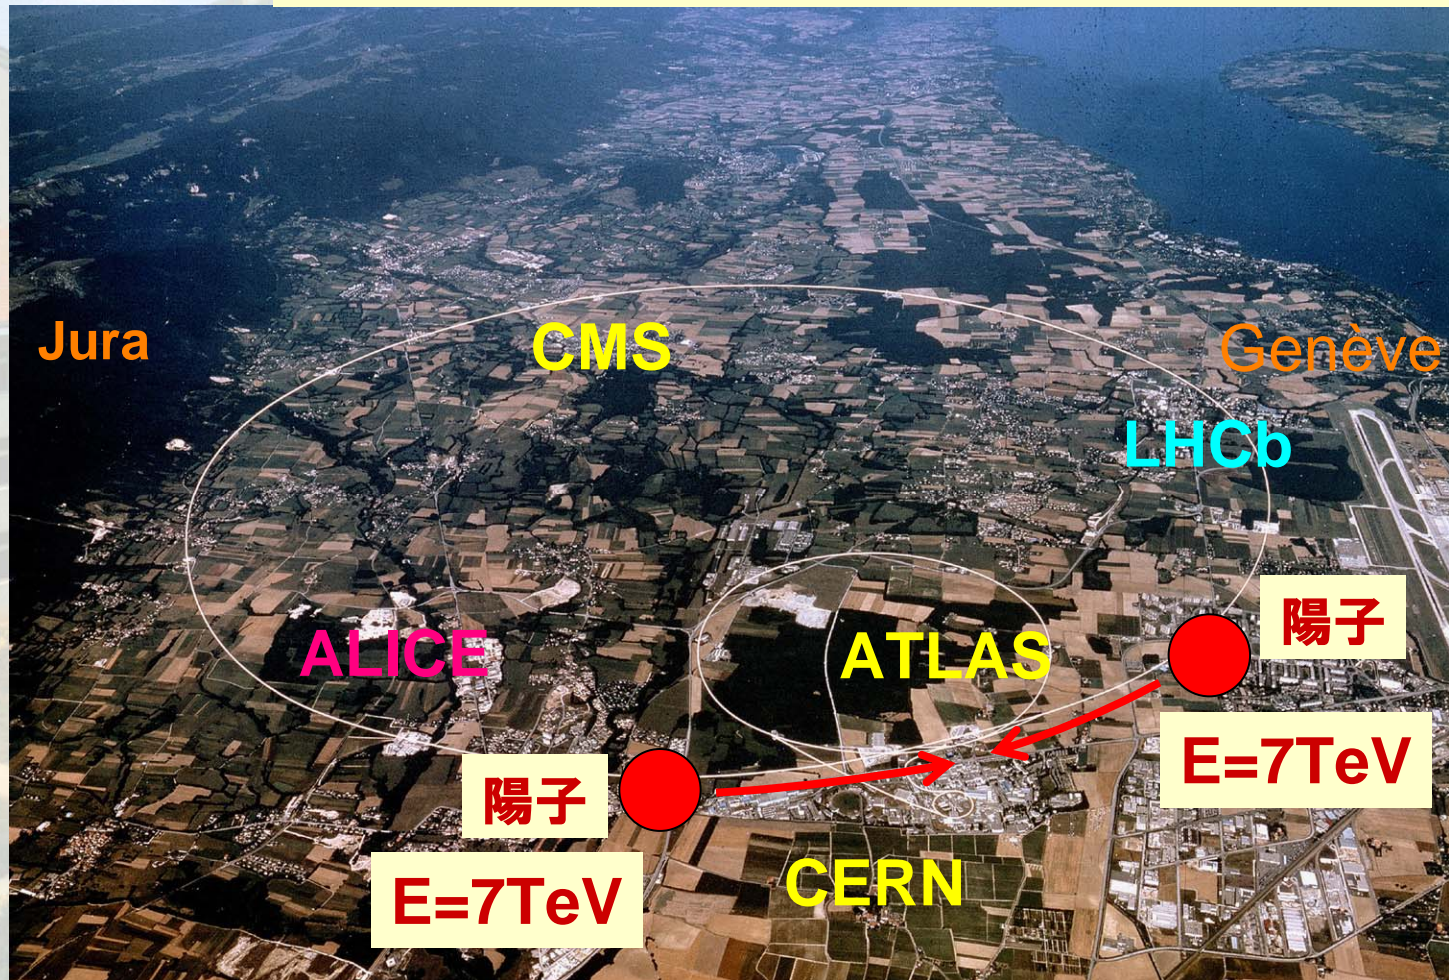 Jura
CMS
Genève
LHCb
ALICE
ATLAS
陽子
陽子
E=7TeV
E=7TeV
CERN